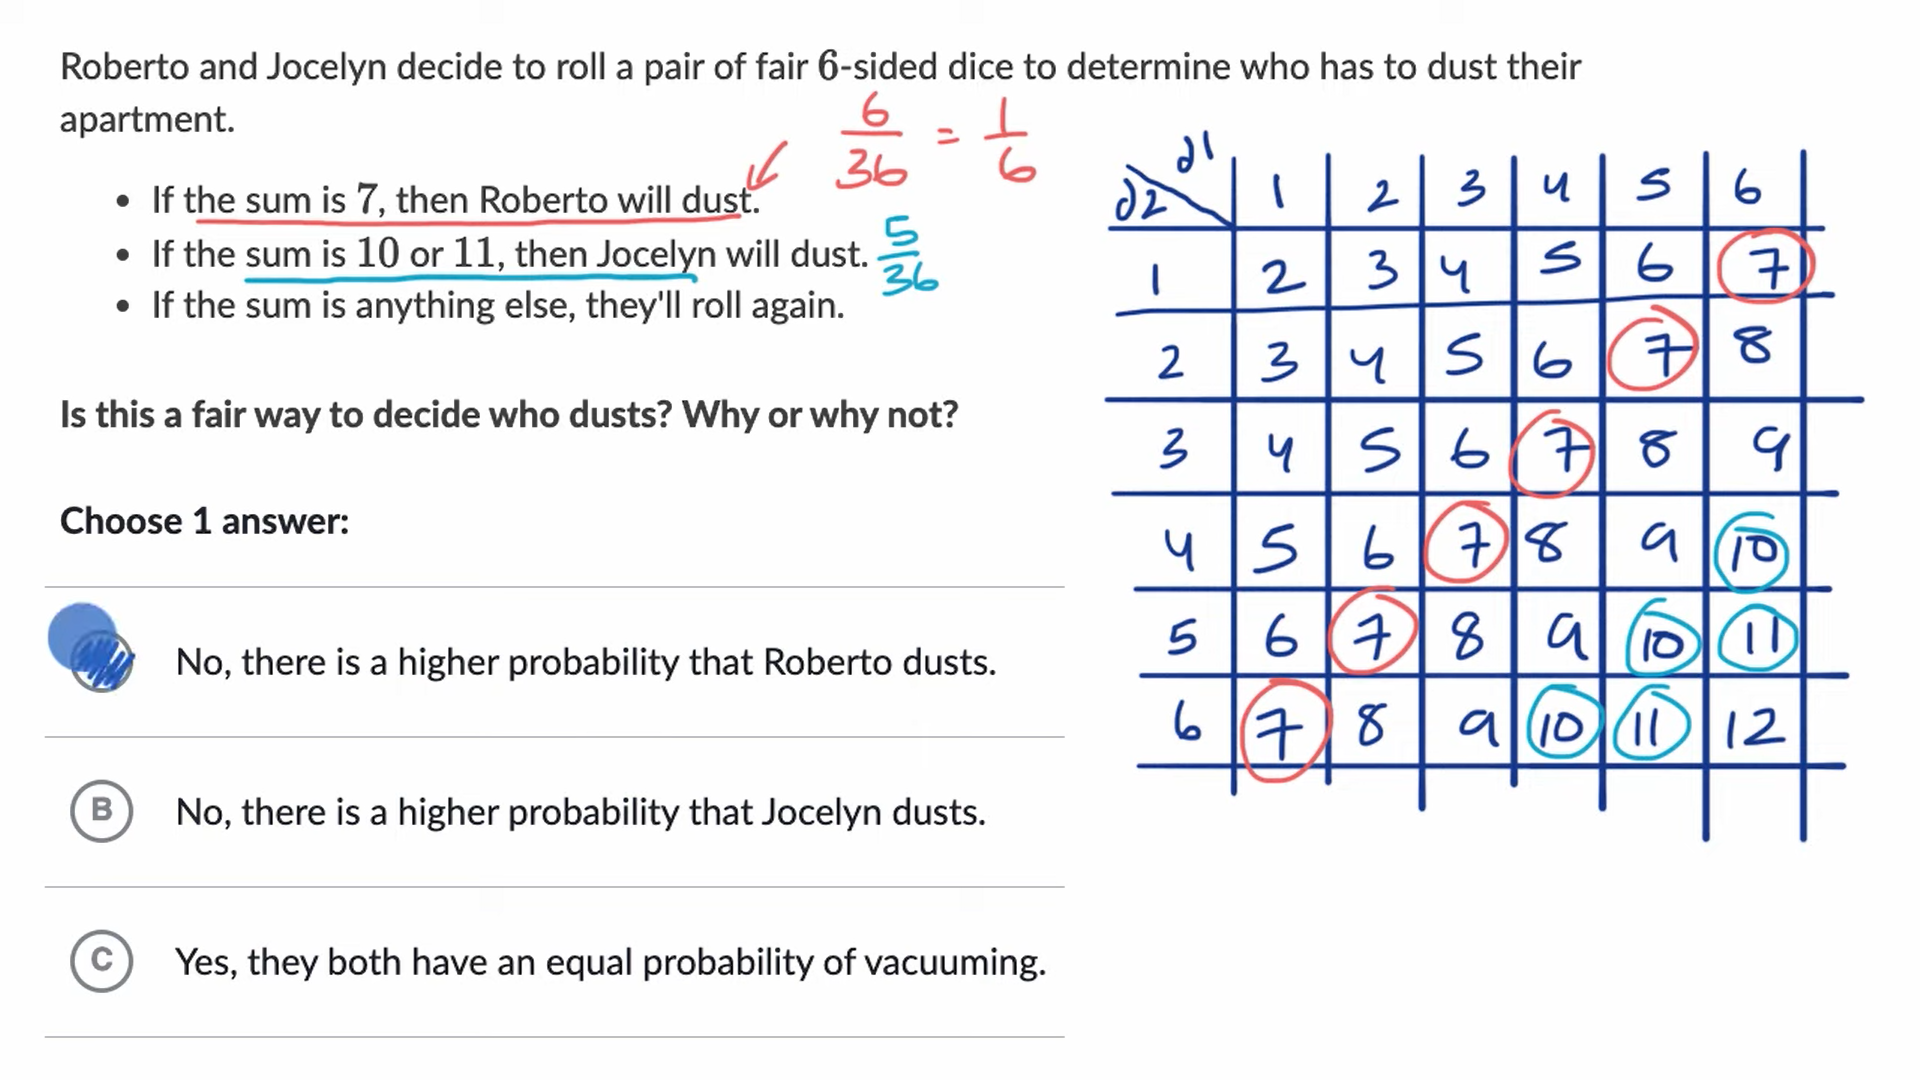 Roberto and Jocelyn decide to roll a pair of fair 6-sided dice to determine who has to dust their
apartment.
6/36 = 1/6
• If the sum is 7, then Roberto will dust.
• If the sum is 10 or 11, then Jocelyn will dust. 5/36
• If the sum is anything else, they'll roll again.
Is this a fair way to decide who dusts? Why or why not?
Choose 1 answer:
No, there is a higher probability that Roberto dusts.
B No, there is a higher probability that Jocelyn dusts.
C Yes, they both have an equal probability of vacuuming.
d1
d2 1 2 3 4 5 6
1 2 3 4 5 6 7
2 3 4 5 6 7 8
3 4 5 6 7 8 9
4 5 6 7 8 9 10
5 6 7 8 9 10 11
6 7 8 9 10 11 12